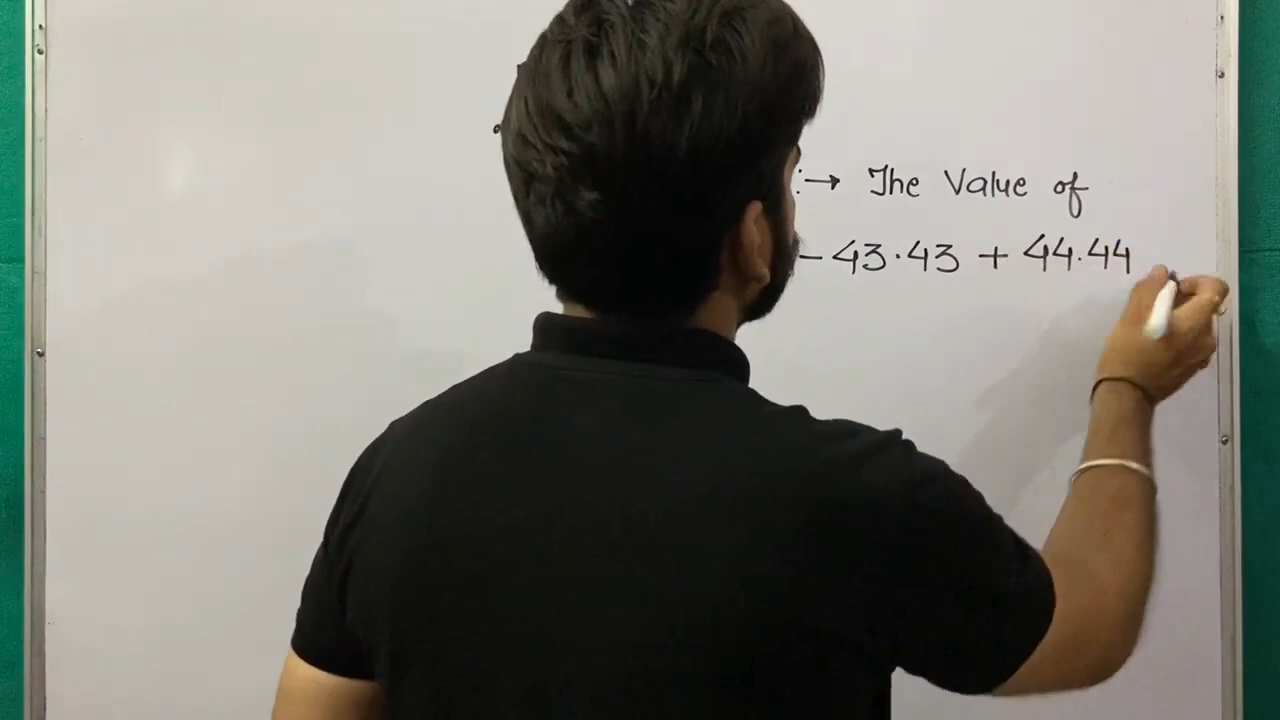 :→ The Value of
- 43.43 + 44.44